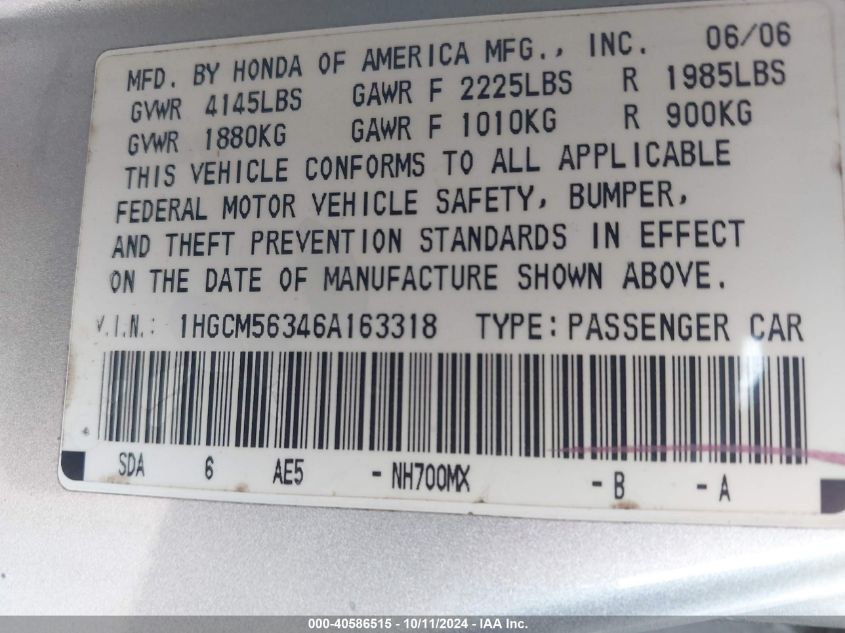 MFD. BY HONDA OF AMERICA MFG., INC. 06/06
GVWR 4145LBS GAWR F 2225LBS R 1985LBS
GVWR 1880KG GAWR F 1010KG R 900KG
THIS VEHICLE CONFORMS TO ALL APPLICABLE
FEDERAL MOTOR VEHICLE SAFETY, BUMPER,
AND THEFT PREVENTION STANDARDS IN EFFECT
ON THE DATE OF MANUFACTURE SHOWN ABOVE.
V.I.N.: 1HGCM56346A163318 TYPE: PASSENGER CAR
SDA 6 AE5 - NH700MX - B - A
000-40586515 - 10/11/2024 - IAA Inc.